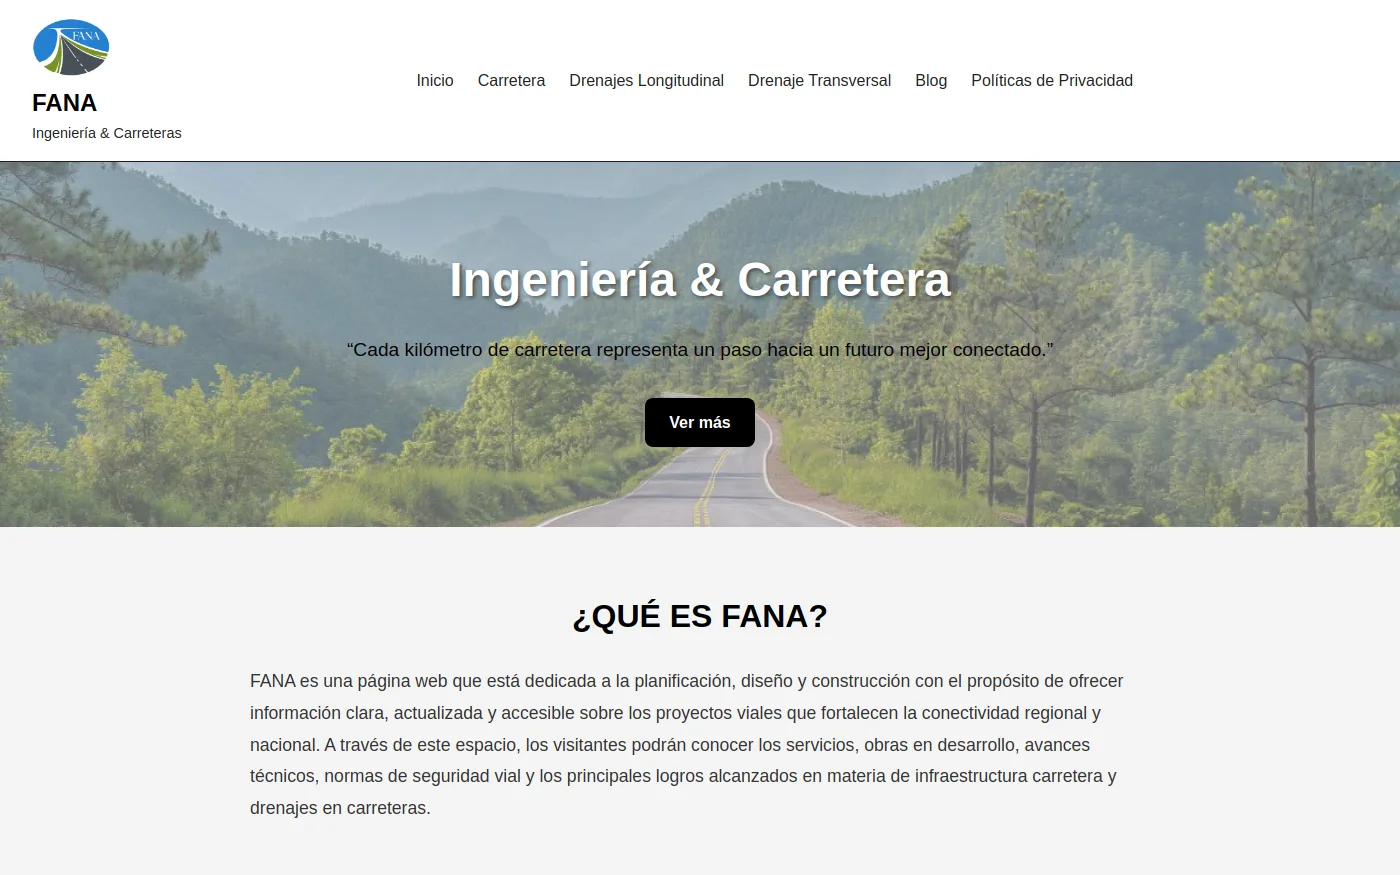 FANA
FANA
Ingeniería & Carreteras
Inicio Carretera Drenajes Longitudinal Drenaje Transversal Blog Políticas de Privacidad
Ingeniería & Carretera
“Cada kilómetro de carretera representa un paso hacia un futuro mejor conectado.”
Ver más
¿QUÉ ES FANA?
FANA es una página web que está dedicada a la planificación, diseño y construcción con el propósito de ofrecer
información clara, actualizada y accesible sobre los proyectos viales que fortalecen la conectividad regional y
nacional. A través de este espacio, los visitantes podrán conocer los servicios, obras en desarrollo, avances
técnicos, normas de seguridad vial y los principales logros alcanzados en materia de infraestructura carretera y
drenajes en carreteras.